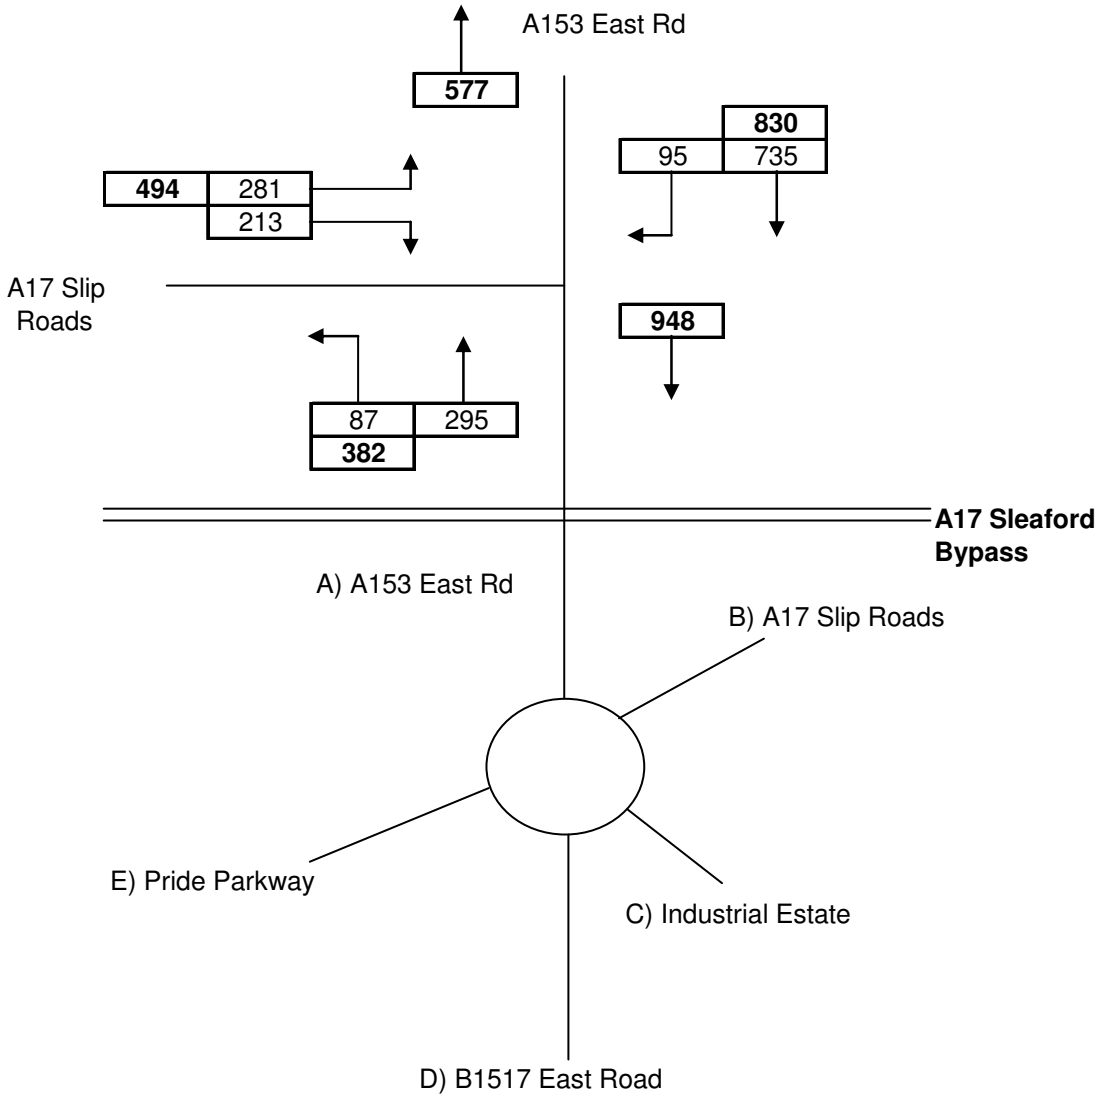 A153 East Rd
577
830
95 735
494 281
213
A17 Slip
Roads
948
87 295
382
A17 Sleaford
Bypass
A) A153 East Rd
B) A17 Slip Roads
E) Pride Parkway
C) Industrial Estate
D) B1517 East Road